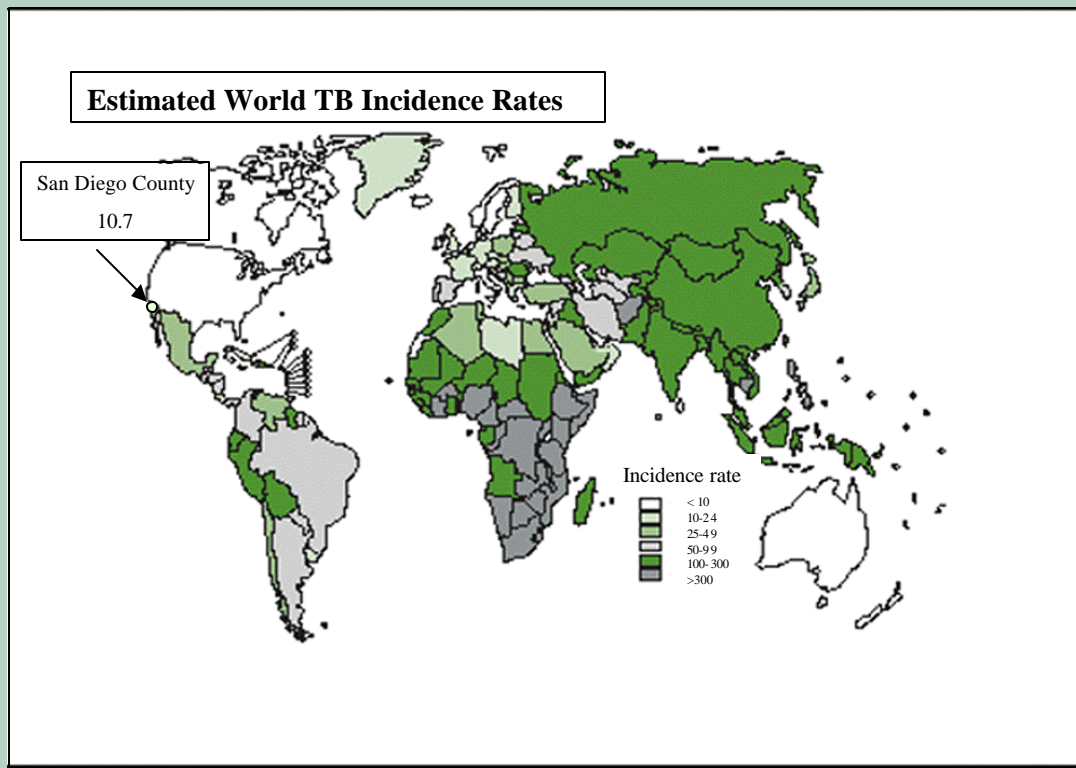 Estimated World TB Incidence Rates
San Diego County
10.7
Incidence rate
< 10
10-24
25-49
50-99
100-300
>300